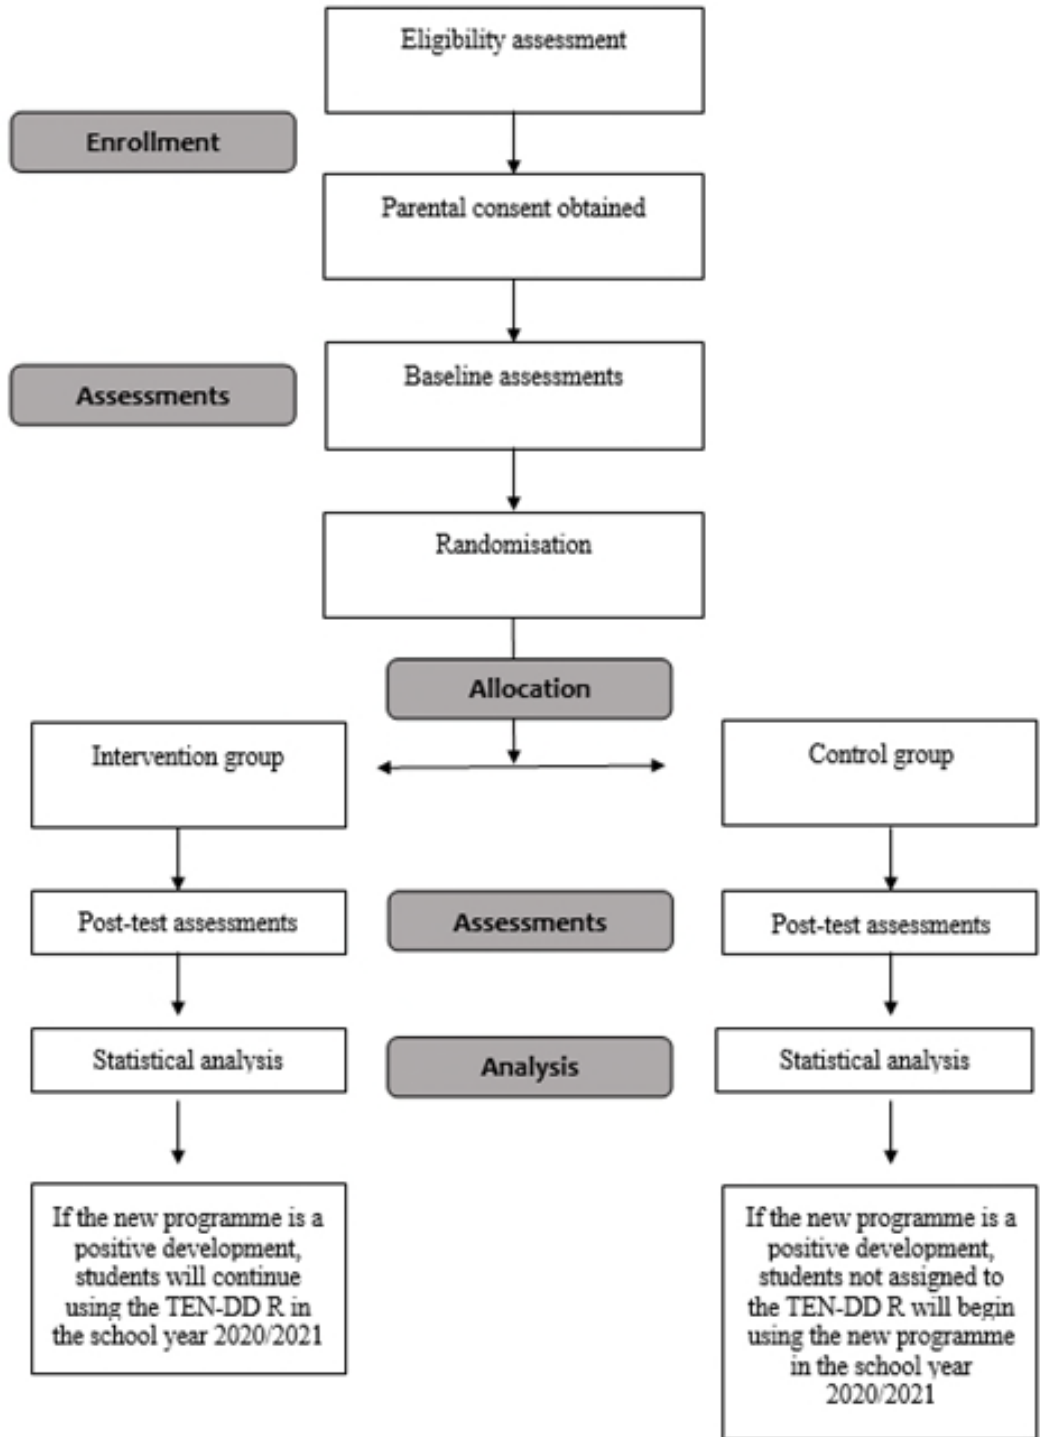 Eligibility assessment
Enrollment
Parental consent obtained
Baseline assessments
Assessments
Randomisation
Allocation
Intervention group
Control group
Post-test assessments
Assessments
Post-test assessments
Statistical analysis
Analysis
Statistical analysis
If the new programme is a
positive development,
students will continue
using the TEN-DD R in
the school year 2020/2021
If the new programme is a
positive development,
students not assigned to
the TEN-DD R will begin
using the new programme
in the school year
2020/2021